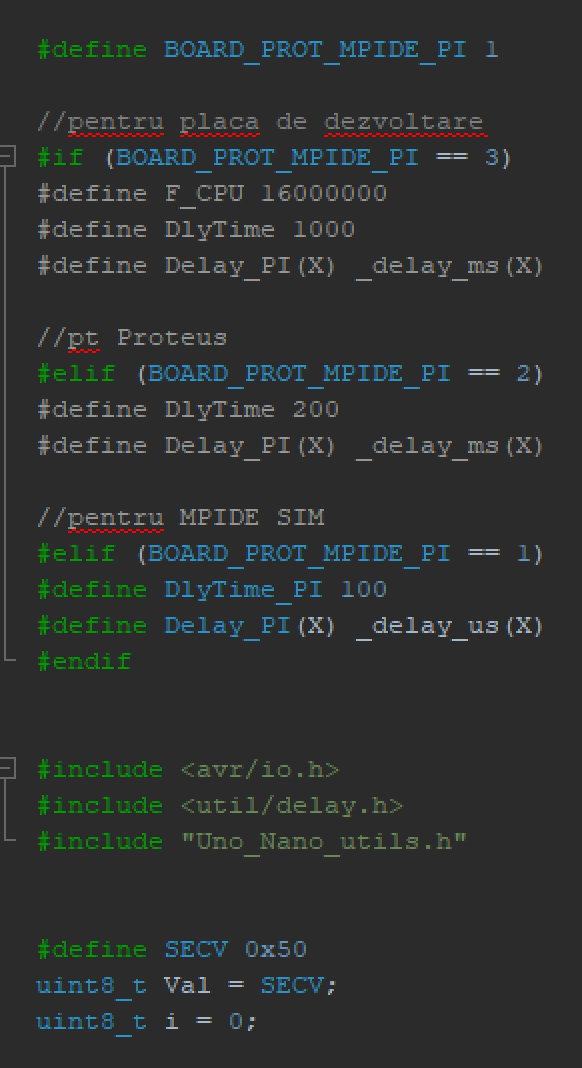 #define BOARD_PROT_MPIDE_PI 1
//pentru placa de dezvoltare
#if (BOARD_PROT_MPIDE_PI == 3)
#define F_CPU 16000000
#define DlyTime 1000
#define Delay_PI(X) _delay_ms(X)
//pt Proteus
#elif (BOARD_PROT_MPIDE_PI == 2)
#define DlyTime 200
#define Delay_PI(X) _delay_ms(X)
//pentru MPIDE SIM
#elif (BOARD_PROT_MPIDE_PI == 1)
#define DlyTime_PI 100
#define Delay_PI(X) _delay_us(X)
#endif
#include <avr/io.h>
#include <util/delay.h>
#include "Uno_Nano_utils.h"
#define SECV 0x50
uint8_t Val = SECV;
uint8_t i = 0;